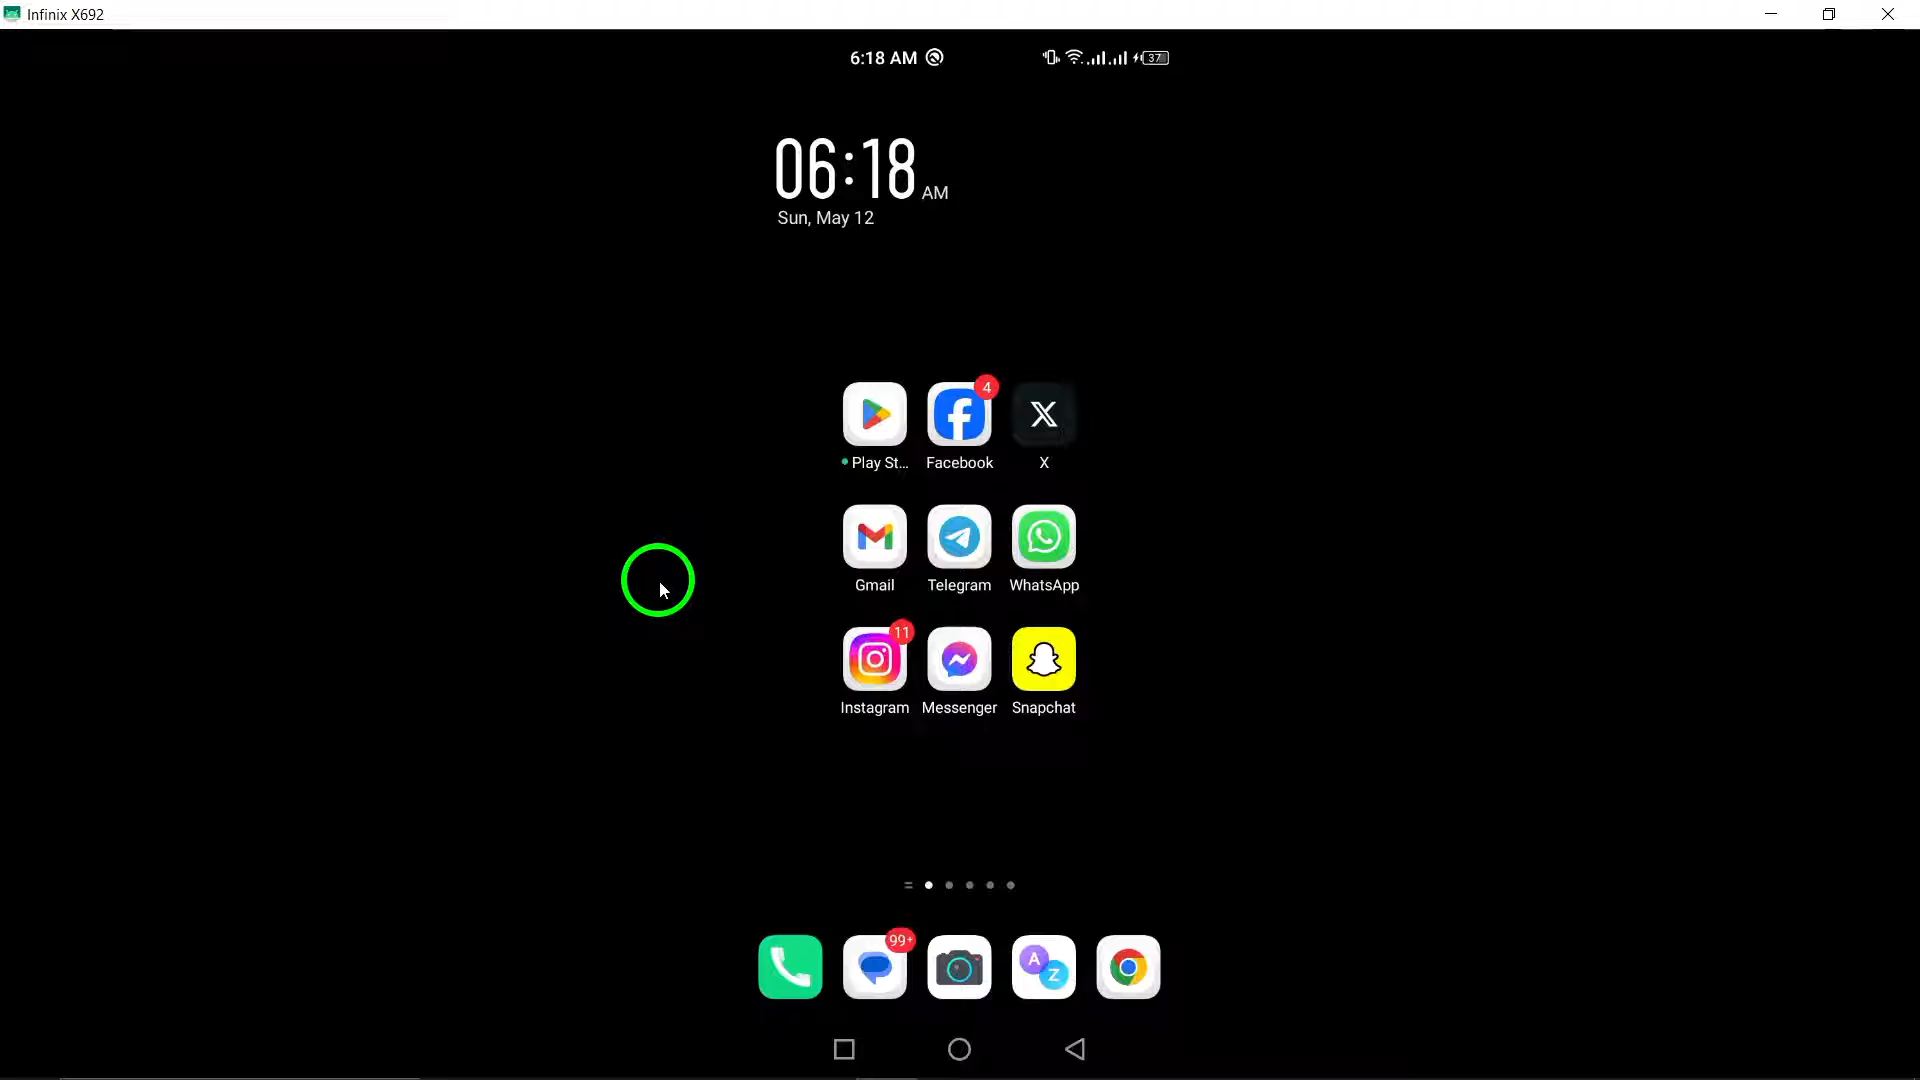 Infinix X692
6:18 AM
37
06:18 AM
Sun, May 12
4
Play St...
Facebook
X
Gmail
Telegram
WhatsApp
11
Instagram
Messenger
Snapchat
99+
A
Z